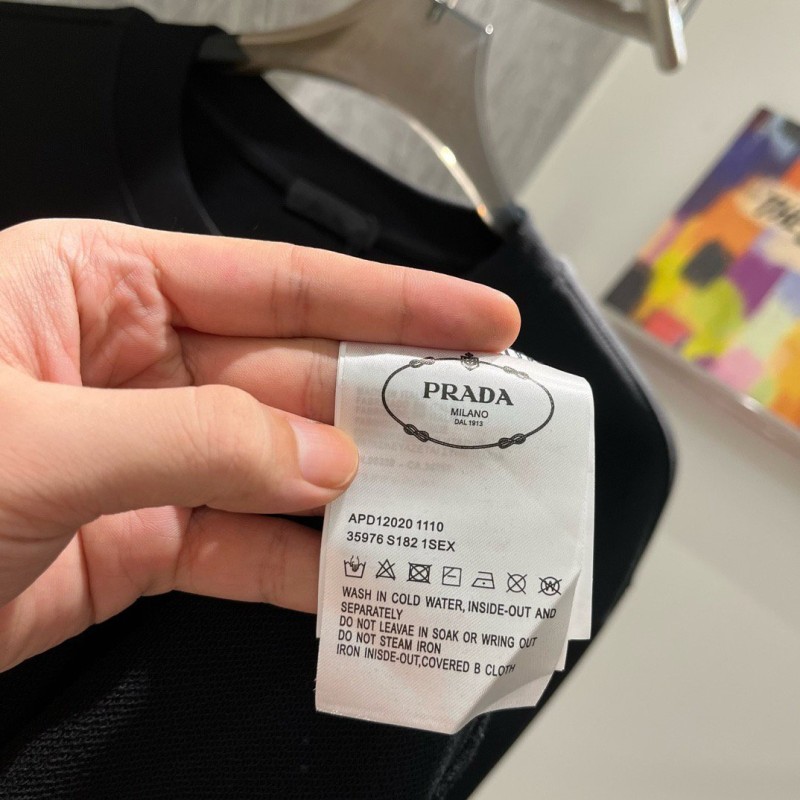 PRADA
MILANO
DAL 1913
APD12020 1110
35976 S182 1SEX
WASH IN COLD WATER, INSIDE-OUT AND
SEPARATELY
DO NOT LEAVAE IN SOAK OR WRING OUT
DO NOT STEAM IRON
IRON INISDE-OUT,COVERED B CLOTH
THE